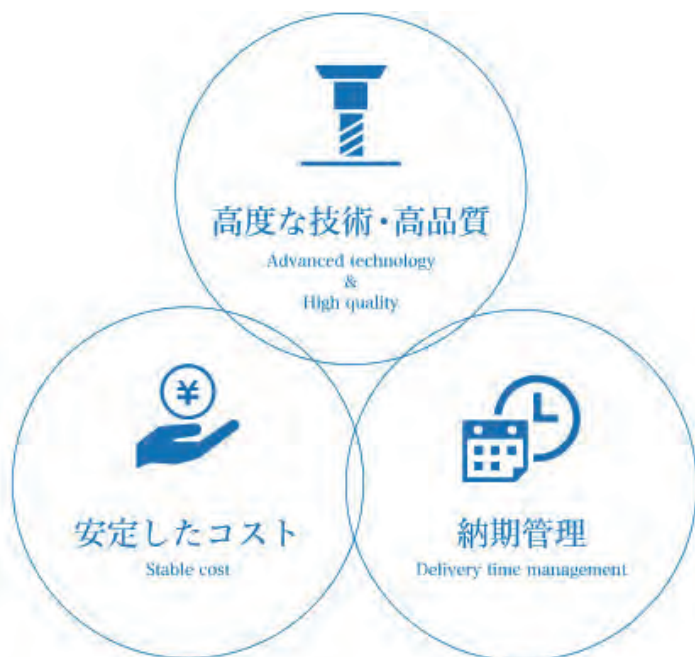 高度な技術・高品質
Advanced technology
&
High quality
¥
安定したコスト
Stable cost
納期管理
Delivery time management